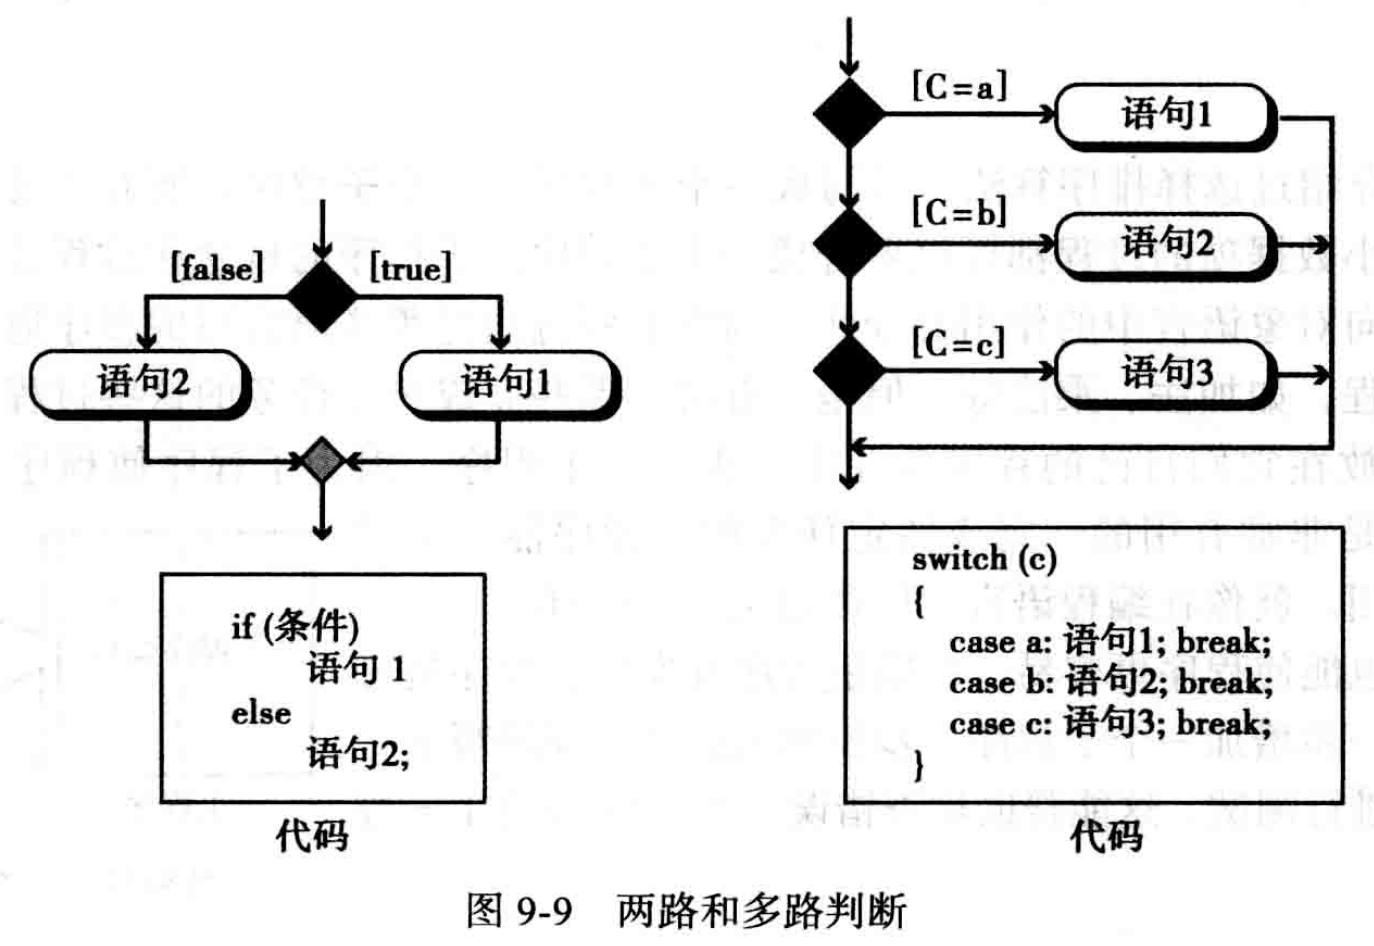 [false]
[true]
语句2
语句1
if (条件)
语句 1
else
语句2;
代码
[C=a]
语句1
[C=b]
语句2
[C=c]
语句3
switch (c)
{
case a: 语句1; break;
case b: 语句2; break;
case c: 语句3; break;
}
代码
图 9-9 两路和多路判断